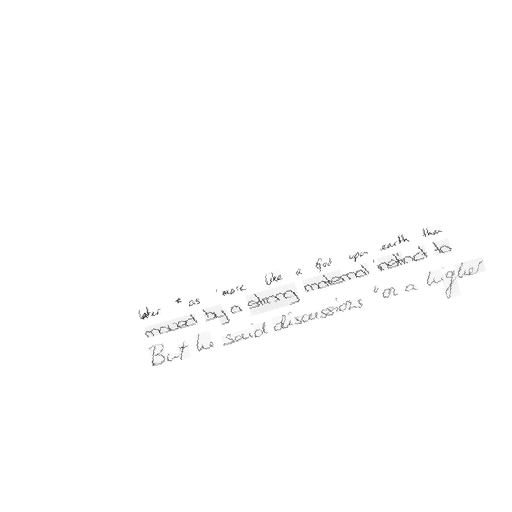 later " as 'more like a God upon earth than
moved by a strong maternal instinct to
But he said discussions "on a higher